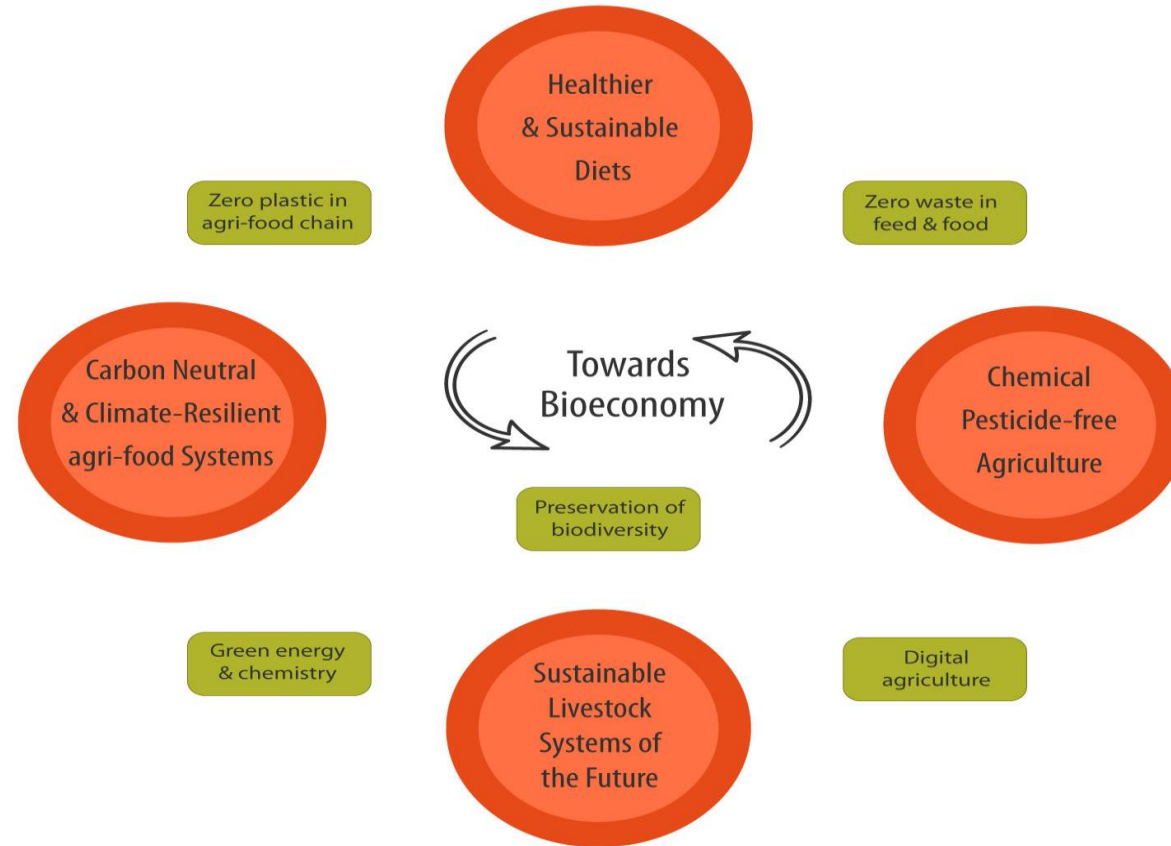 Healthier
& Sustainable
Diets
Zero plastic in
agri-food chain
Zero waste in
feed & food
Carbon Neutral
& Climate-Resilient
agri-food Systems
Towards
Bioeconomy
Chemical
Pesticide-free
Agriculture
Preservation of
biodiversity
Green energy
& chemistry
Sustainable
Livestock
Systems of
the Future
Digital
agriculture